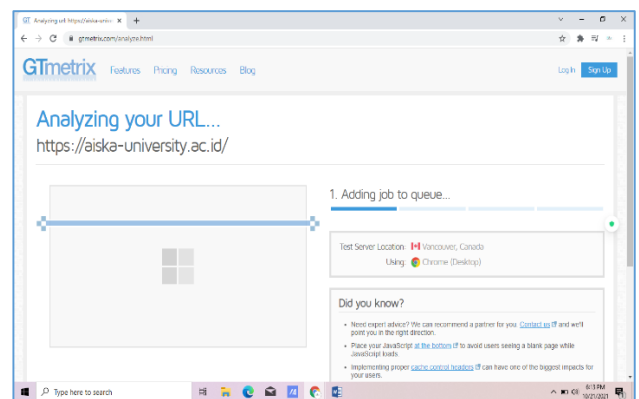 GT Analyzing url https://aiska-univer
gtmetrix.com/analyze.html
GTmetrix Features Pricing Resources Blog Log In Sign Up
Analyzing your URL...
https://aiska-university.ac.id/
1. Adding job to queue...
Test Server Location: Vancouver, Canada
Using: Chrome (Desktop)
Did you know?
Need expert advice? We can recommend a partner for you. Contact us and we'll
point you in the right direction.
Place your JavaScript at the bottom to avoid users seeing a blank page while
JavaScript loads
Implementing proper cache control headers can have one of the biggest impacts for
your users.
Type here to search
10/21/2021